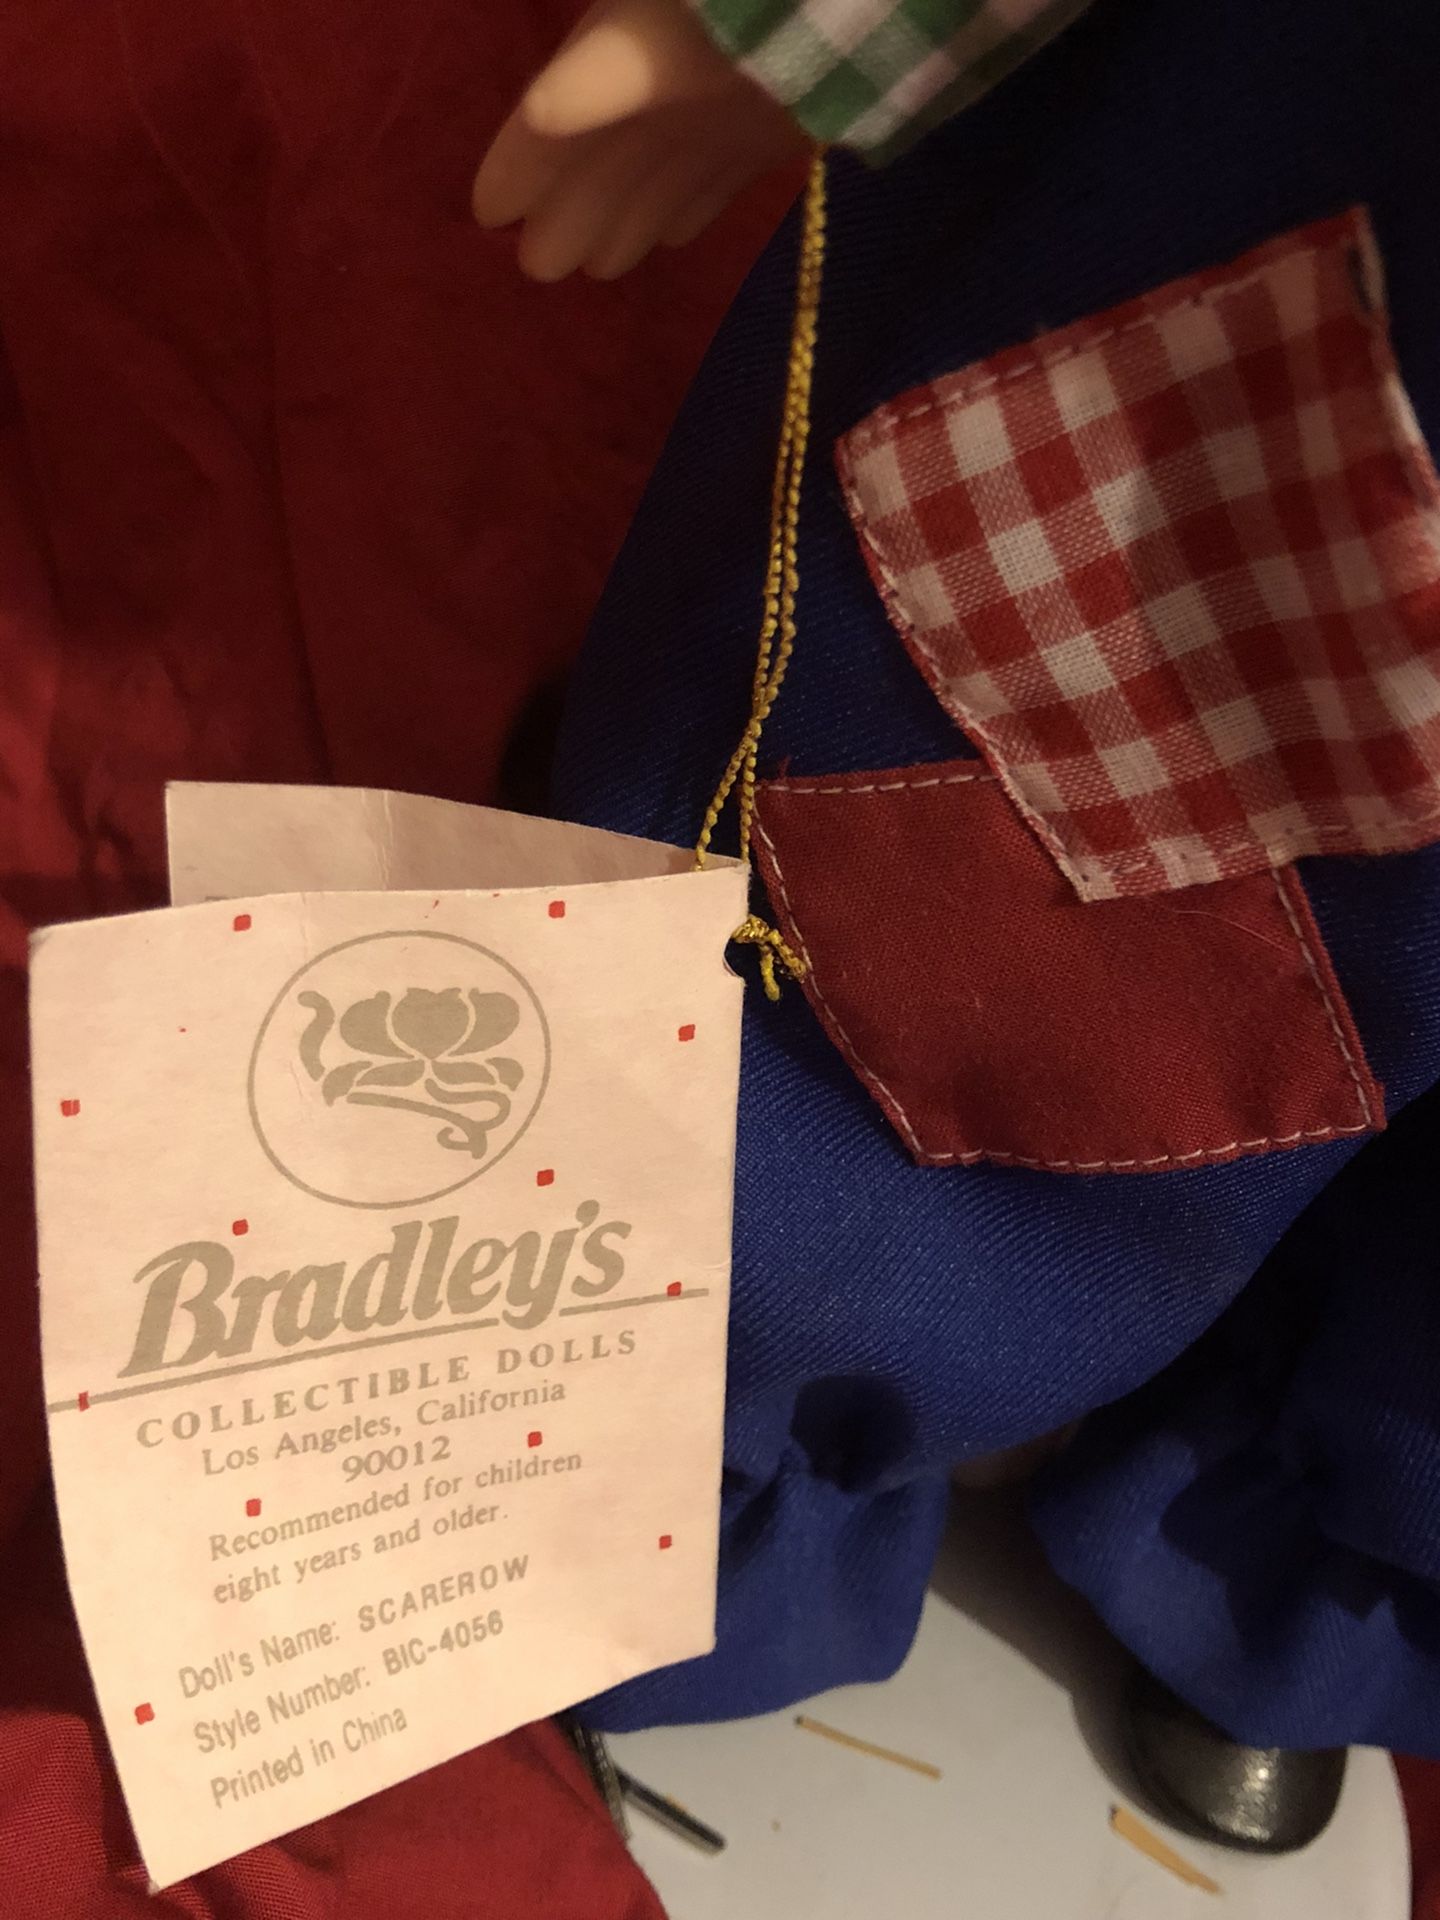 Bradley's
COLLECTIBLE DOLLS
Los Angeles, California
90012
Recommended for children
eight years and older.
Doll's Name: SCAREROW
Style Number: BIC-4056
Printed in China